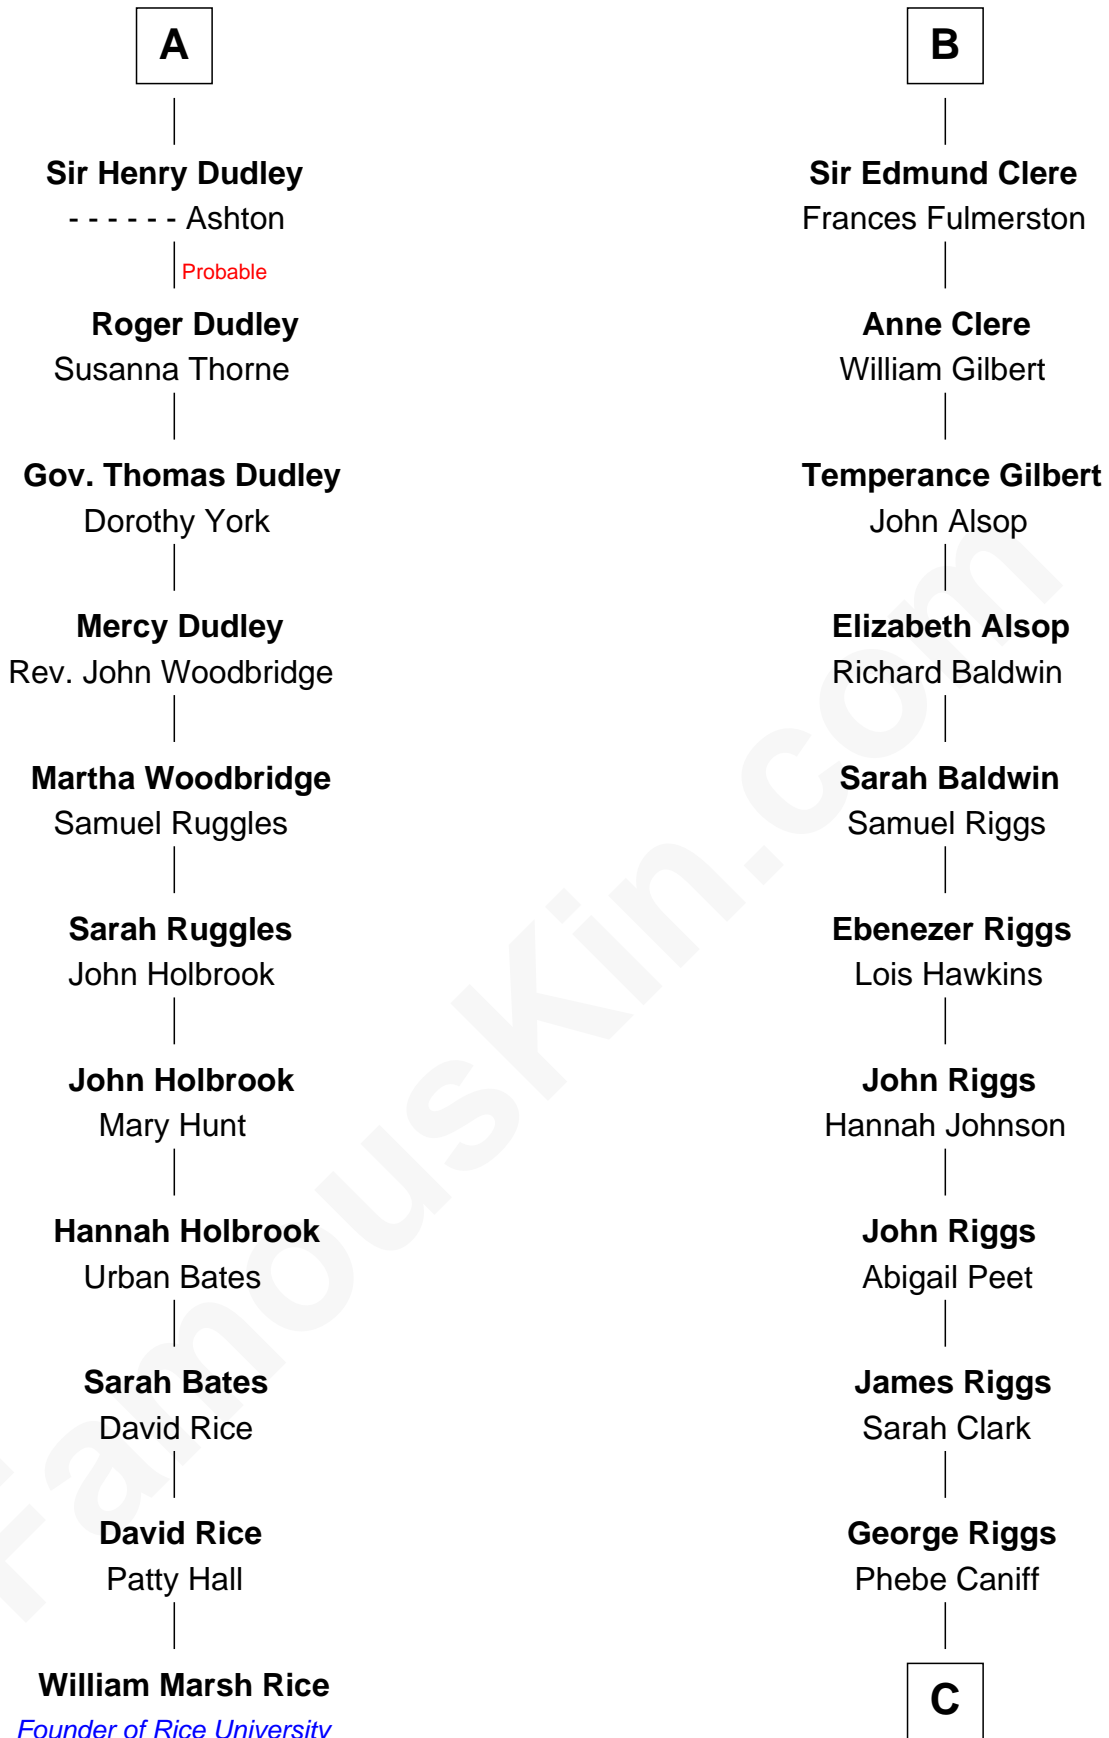 A
Sir Henry Dudley
- - - - - - Ashton
Probable
Roger Dudley
Susanna Thorne
Gov. Thomas Dudley
Dorothy York
Mercy Dudley
Rev. John Woodbridge
Martha Woodbridge
Samuel Ruggles
Sarah Ruggles
John Holbrook
John Holbrook
Mary Hunt
Hannah Holbrook
Urban Bates
Sarah Bates
David Rice
David Rice
Patty Hall
William Marsh Rice
Founder of Rice University
B
Sir Edmund Clere
Frances Fulmerston
Anne Clere
William Gilbert
Temperance Gilbert
John Alsop
Elizabeth Alsop
Richard Baldwin
Sarah Baldwin
Samuel Riggs
Ebenezer Riggs
Lois Hawkins
John Riggs
Hannah Johnson
John Riggs
Abigail Peet
James Riggs
Sarah Clark
George Riggs
Phebe Caniff
C
FamousKin.com